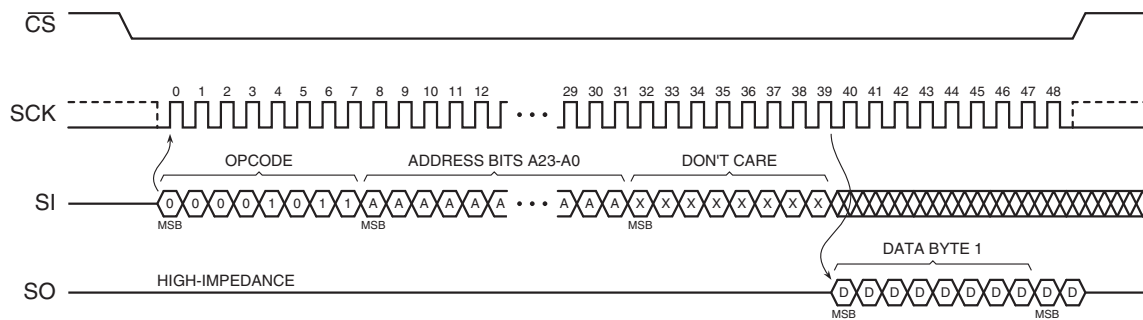 CS
SCK 0 1 2 3 4 5 6 7 8 9 10 11 12 29 30 31 32 33 34 35 36 37 38 39 40 41 42 43 44 45 46 47 48
OPCODE ADDRESS BITS A23-A0 DON'T CARE
SI 0 0 0 0 1 0 1 1 A A A A A A A A A X X X X X X X X
MSB MSB MSB
DATA BYTE 1
HIGH-IMPEDANCE
SO D D D D D D D D D D
MSB MSB